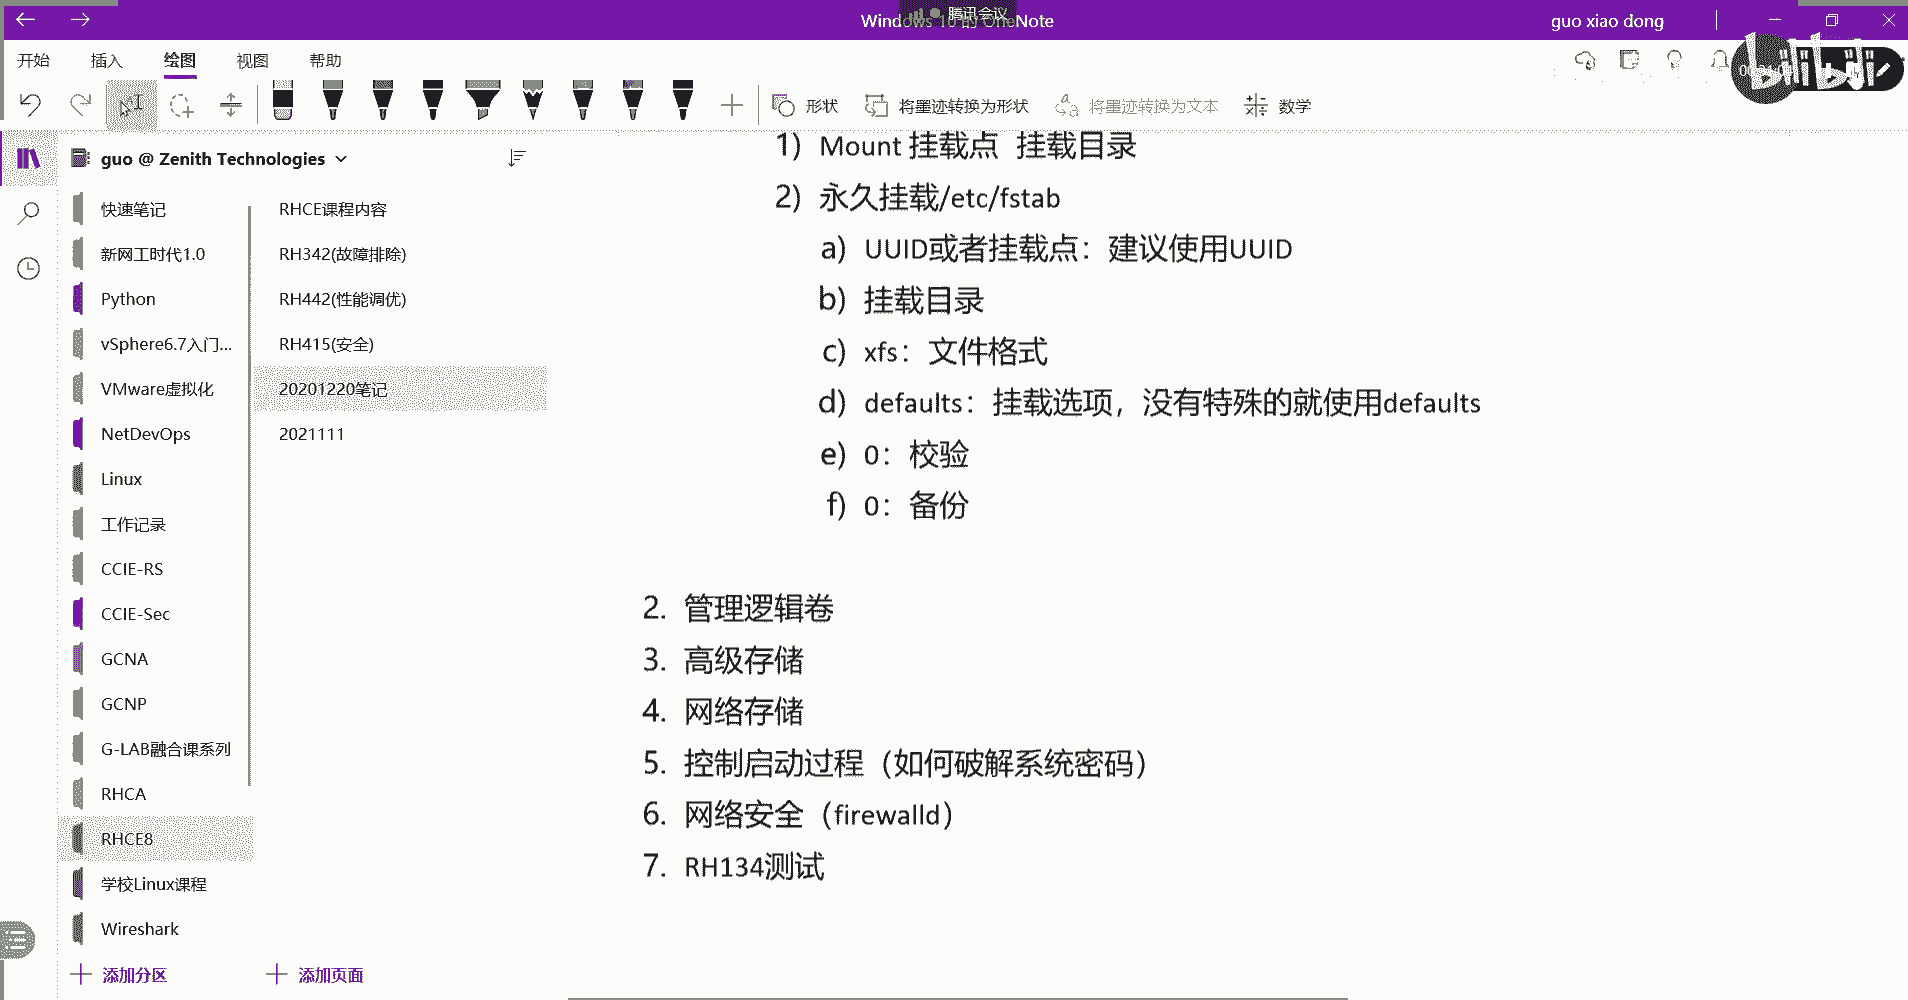 腾讯会议
Windows 10 的 OneNote
guo xiao dong
开始 插入 绘图 视图 帮助
bilibili
形状 将墨迹转换为形状 将墨迹转换为文本 数学
guo @ Zenith Technologies
快速笔记
新网工时代1.0
Python
vSphere6.7入门...
VMware虚拟化
NetDevOps
Linux
工作记录
CCIE-RS
CCIE-Sec
GCNA
GCNP
G-LAB融合课系列
RHCA
RHCE8
学校Linux课程
Wireshark
添加分区
RHCE课程内容
RH342(故障排除)
RH442(性能调优)
RH415(安全)
20201220笔记
2021111
添加页面
1) Mount 挂载点 挂载目录
2) 永久挂载/etc/fstab
a) UUID或者挂载点：建议使用UUID
b) 挂载目录
c) xfs：文件格式
d) defaults：挂载选项，没有特殊的就使用defaults
e) 0：校验
f) 0：备份
2. 管理逻辑卷
3. 高级存储
4. 网络存储
5. 控制启动过程（如何破解系统密码）
6. 网络安全（firewalld）
7. RH134测试